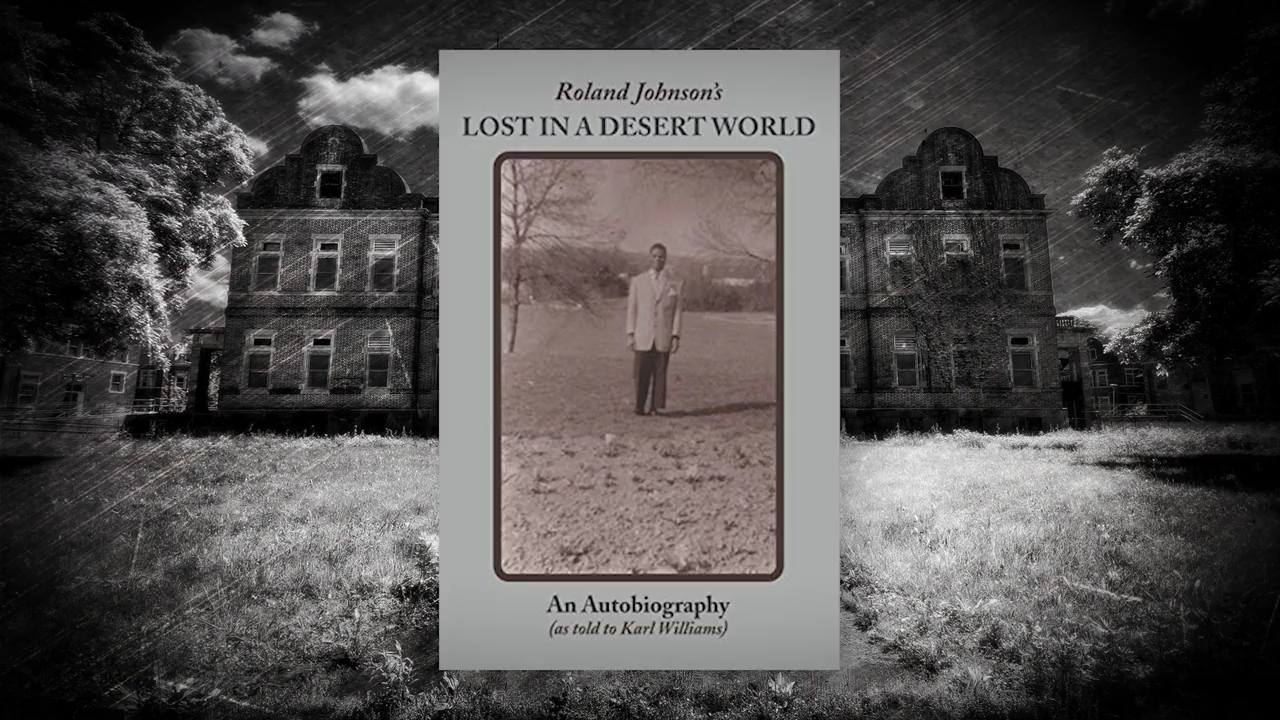 Roland Johnson's
LOST IN A DESERT WORLD
An Autobiography
(as told to Karl Williams)